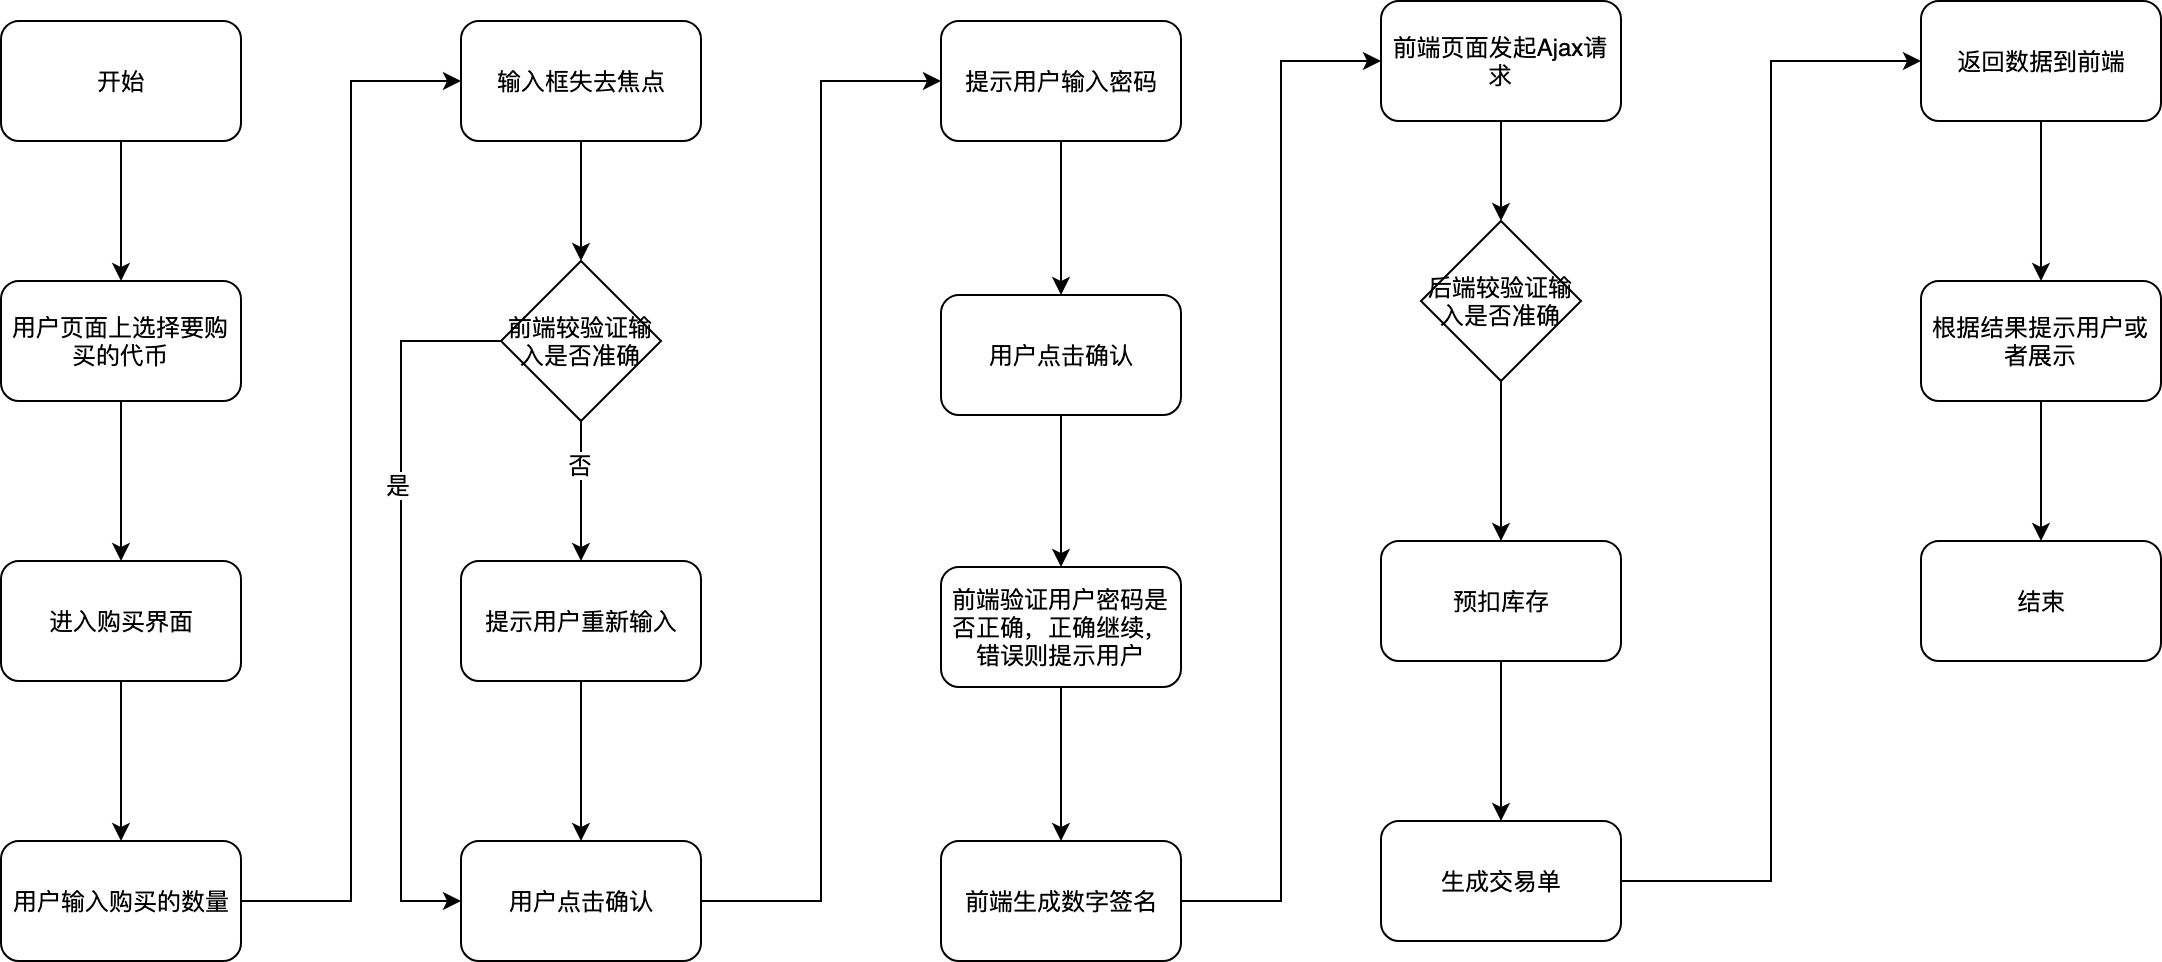 开始
用户页面上选择要购
买的代币
进入购买界面
用户输入购买的数量
输入框失去焦点
前端较验证输
入是否准确
是
否
提示用户重新输入
用户点击确认
提示用户输入密码
用户点击确认
前端验证用户密码是
否正确，正确继续，
错误则提示用户
前端生成数字签名
前端页面发起Ajax请
求
后端较验证输
入是否准确
预扣库存
生成交易单
返回数据到前端
根据结果提示用户或
者展示
结束